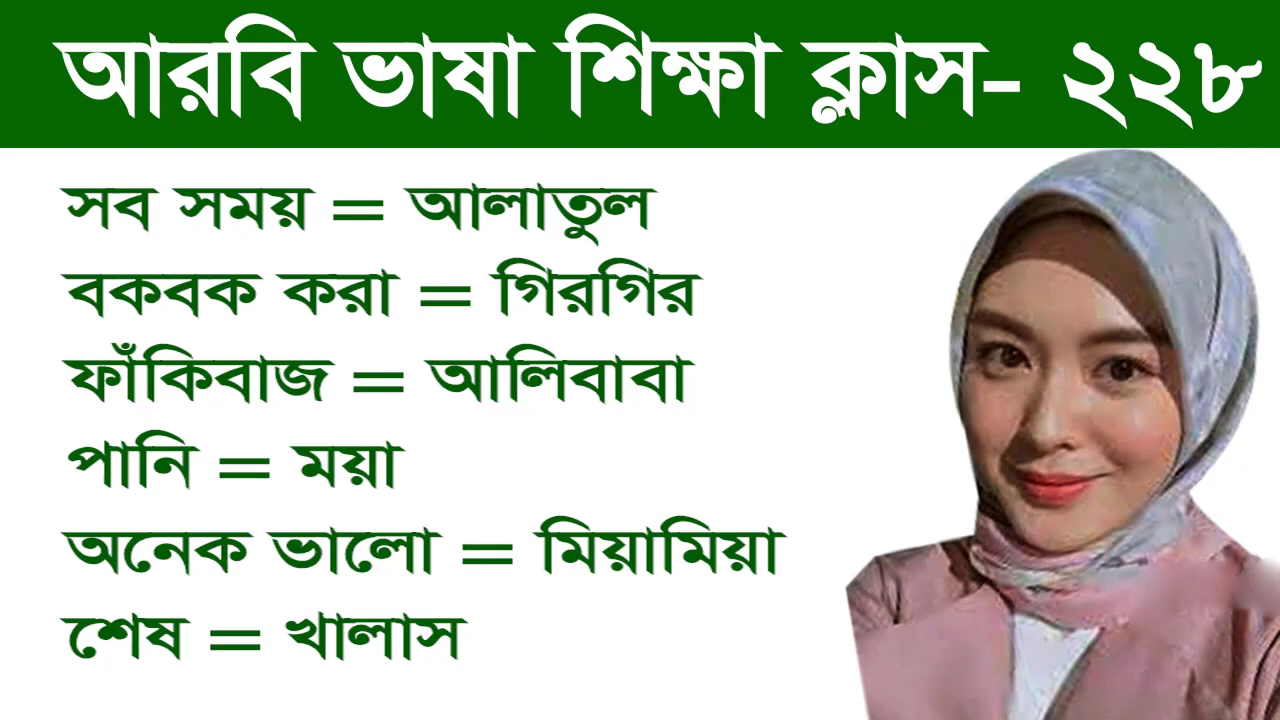 আরবি ভাষা শিক্ষা ক্লাস- ২২৮
সব সময় = আলাতুল
বকবক করা = গিরগির
ফাঁকিবাজ = আলিবাবা
পানি = ময়া
অনেক ভালো = মিয়ামিয়া
শেষ = খালাস